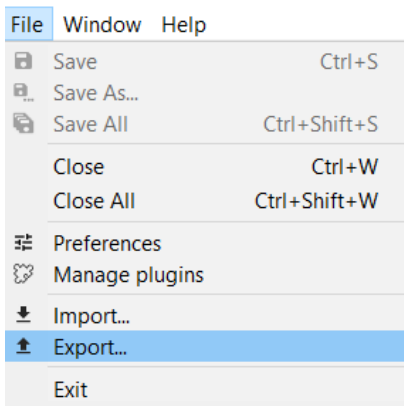 File Window Help
Save Ctrl+S
Save As...
Save All Ctrl+Shift+S
Close Ctrl+W
Close All Ctrl+Shift+W
Preferences
Manage plugins
Import...
Export...
Exit